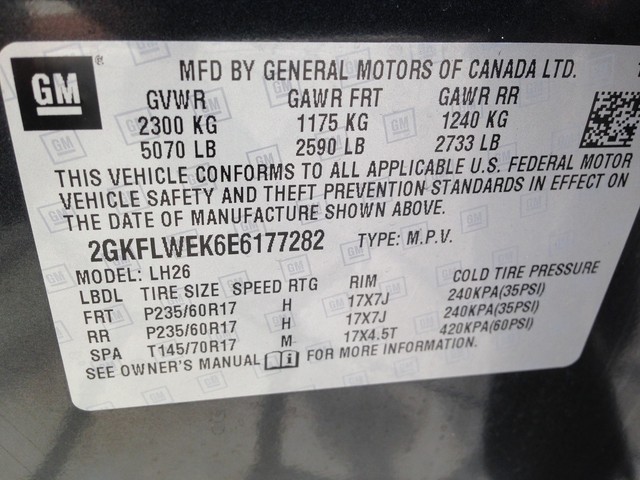 GM ® MFD BY GENERAL MOTORS OF CANADA LTD.
GVWR GAWR FRT GAWR RR
2300 KG 1175 KG 1240 KG
5070 LB 2590 LB 2733 LB
THIS VEHICLE CONFORMS TO ALL APPLICABLE U.S. FEDERAL MOTOR
VEHICLE SAFETY AND THEFT PREVENTION STANDARDS IN EFFECT ON
THE DATE OF MANUFACTURE SHOWN ABOVE.
2GKFLWEK6E6177282 TYPE: M.P.V.
MODEL: LH26
LBDL TIRE SIZE SPEED RTG RIM COLD TIRE PRESSURE
FRT P235/60R17 H 17X7J 240KPA(35PSI)
RR P235/60R17 H 17X7J 240KPA(35PSI)
SPA T145/70R17 M 17X4.5T 420KPA(60PSI)
SEE OWNER'S MANUAL FOR MORE INFORMATION.